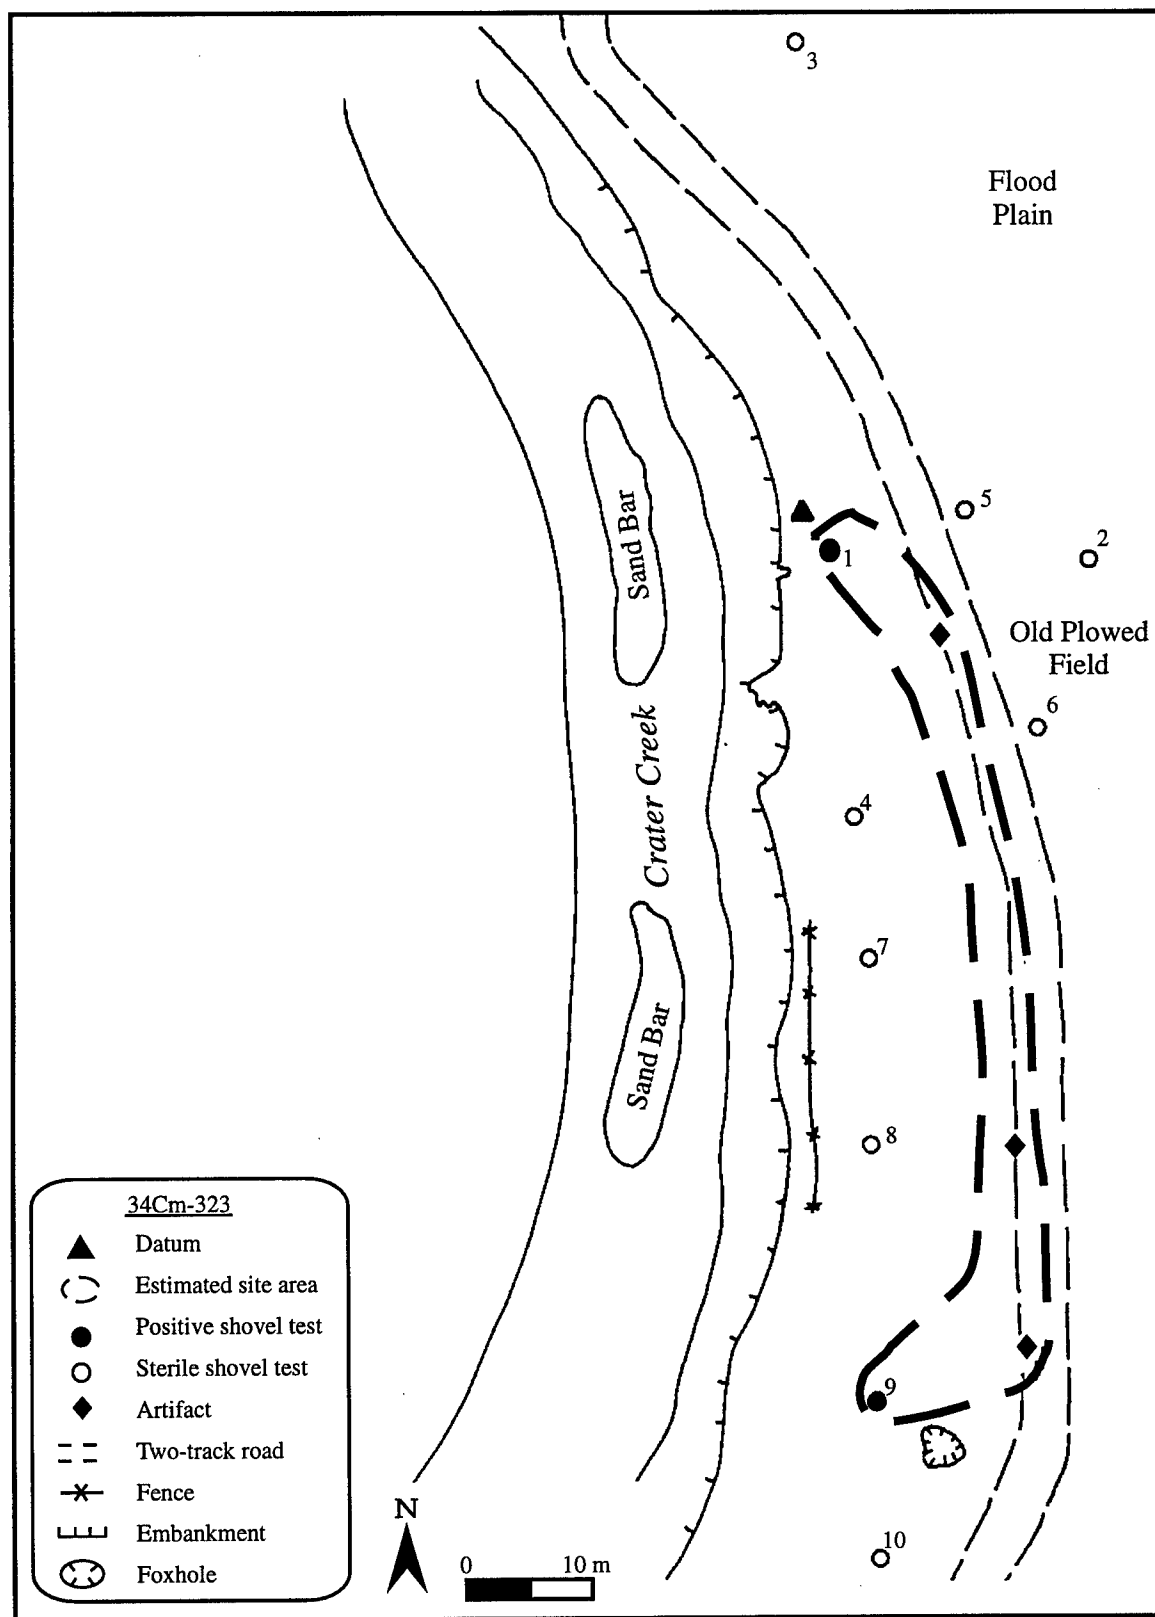 3
Flood
Plain
5
2
1
Sand Bar
Old Plowed
Field
6
Crater Creek
4
7
Sand Bar
8
34Cm-323
Datum
Estimated site area
Positive shovel test
Sterile shovel test
Artifact
Two-track road
Fence
Embankment
Foxhole
9
N
0 10 m
10